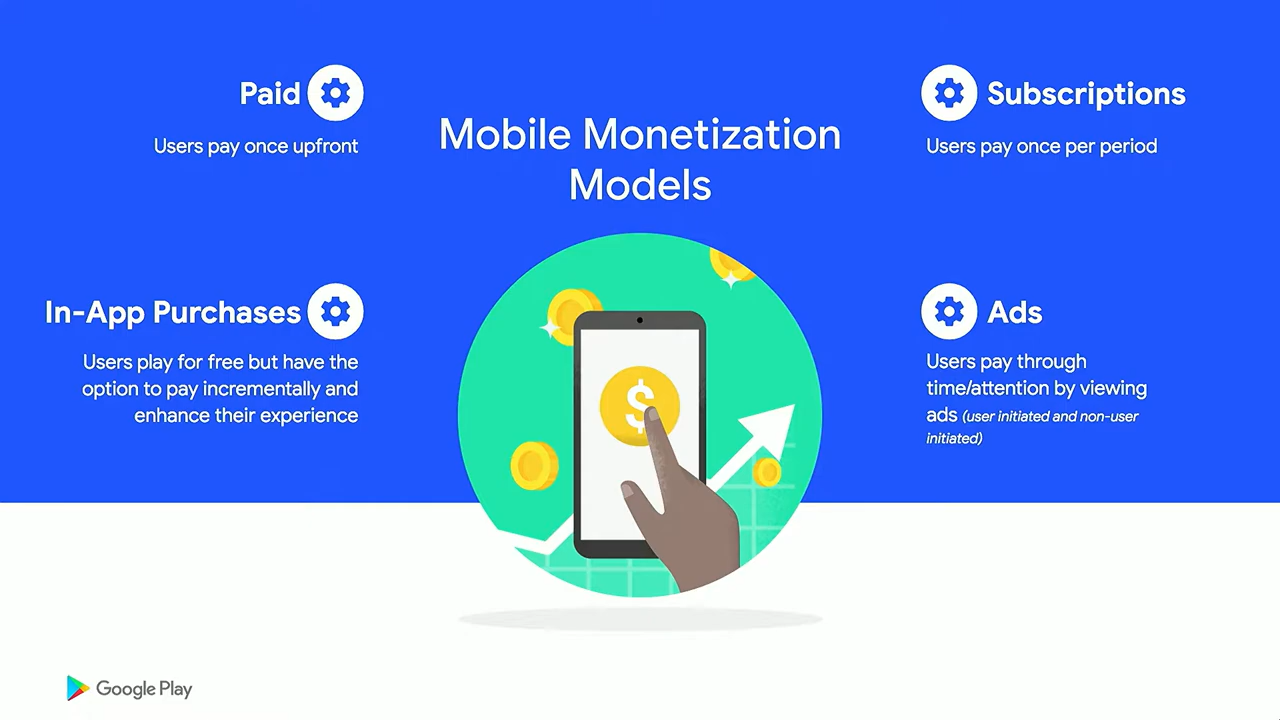 Mobile Monetization
Models
Paid
Users pay once upfront
In-App Purchases
Users play for free but have the
option to pay incrementally and
enhance their experience
Subscriptions
Users pay once per period
Ads
Users pay through
time/attention by viewing
ads (user initiated and non-user
initiated)
$
Google Play